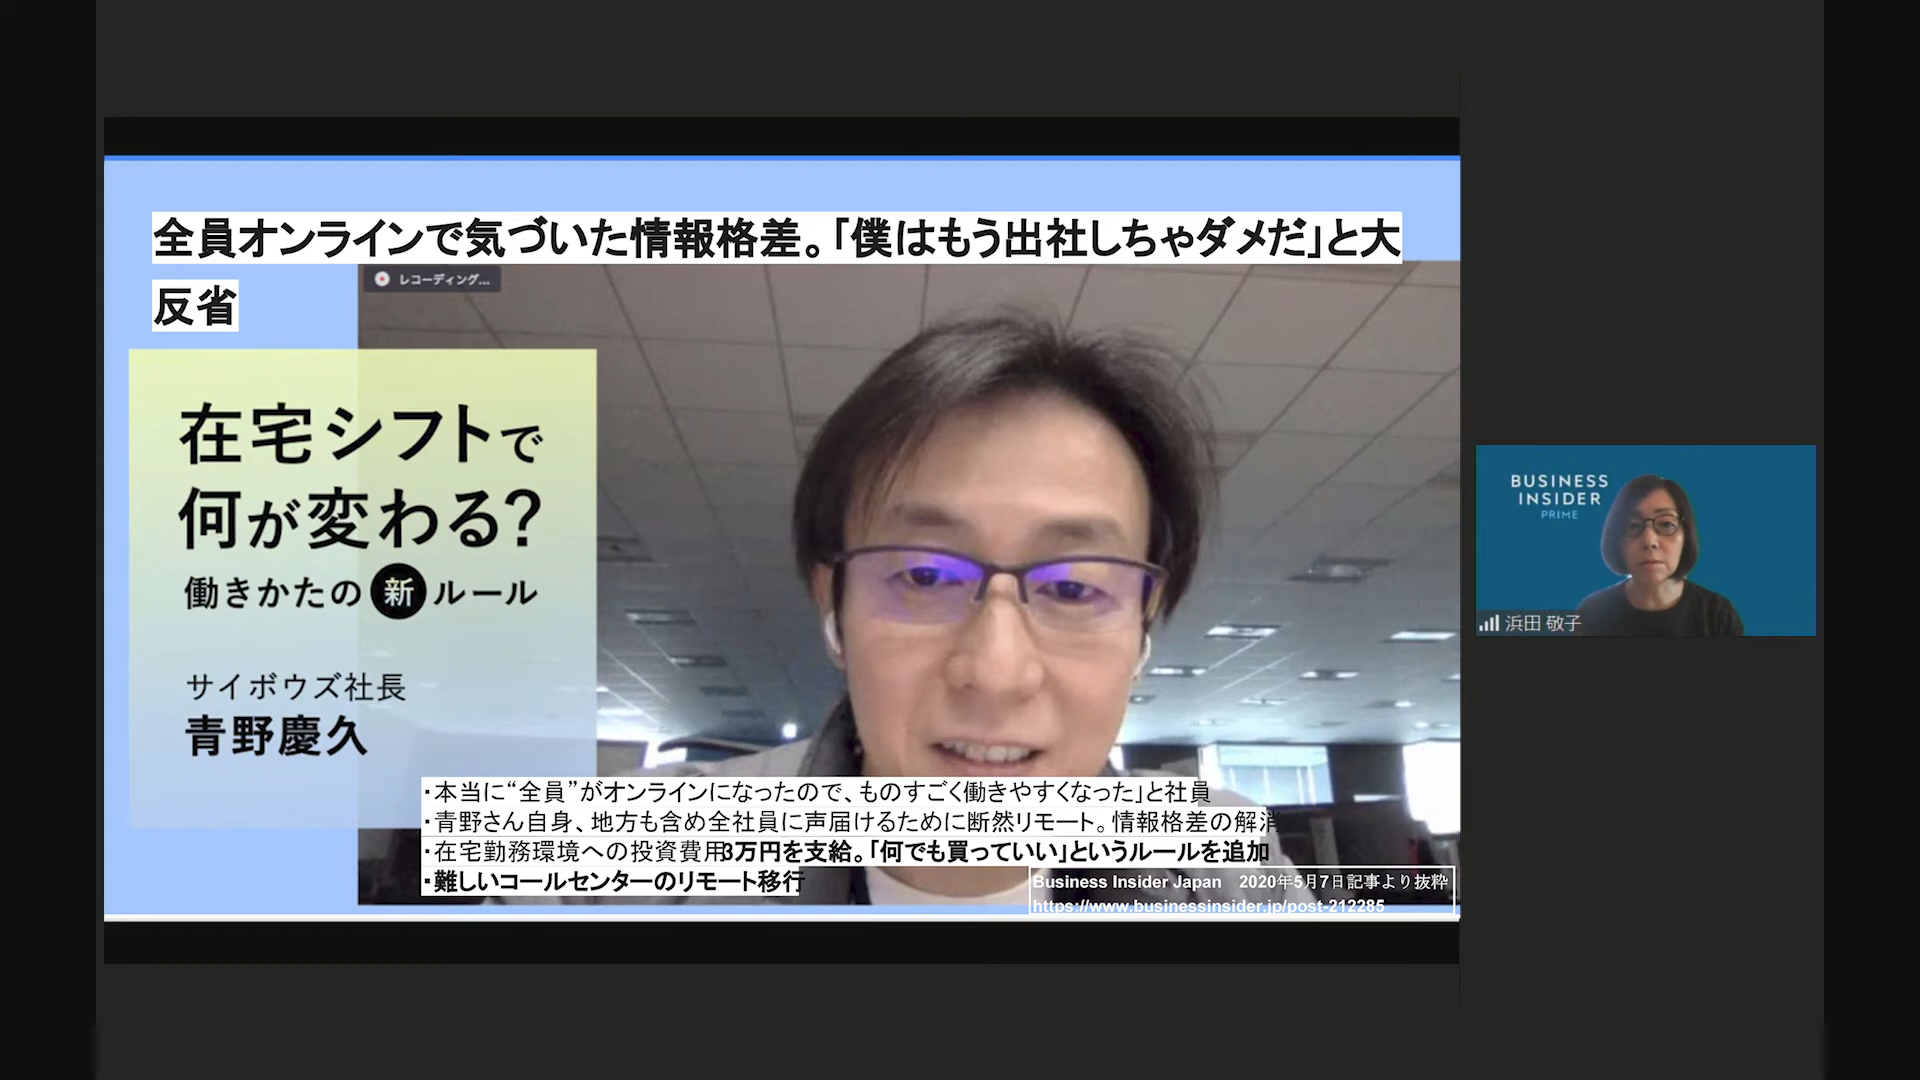 全員オンラインで気づいた情報格差。「僕はもう出社しちゃダメだ」と大
反省
レコーディング...
在宅シフトで
何が変わる?
働きかたの新ルール
サイボウズ社長
青野慶久
・本当に“全員”がオンラインになったので、ものすごく働きやすくなった」と社員
・青野さん自身、地方も含め全社員に声届けるために断然リモート。情報格差の解消
・在宅勤務環境への投資費用3万円を支給。「何でも買っていい」というルールを追加
・難しいコールセンターのリモート移行
Business Insider Japan　2020年5月7日記事より抜粋
https://www.businessinsider.jp/post-212285
BUSINESS
INSIDER
PRIME
浜田 敬子